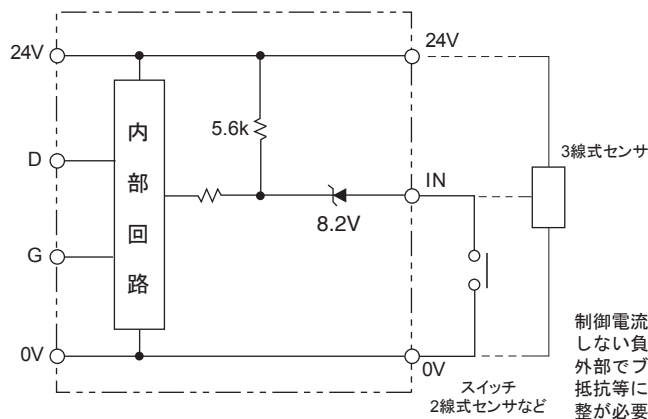 24V
24V
内部回路
5.6k
3線式センサ
D
IN
8.2V
G
0V
0V
スイッチ
2線式センサなど
制御電流
しない負
外部でブ
抵抗等に
整が必要